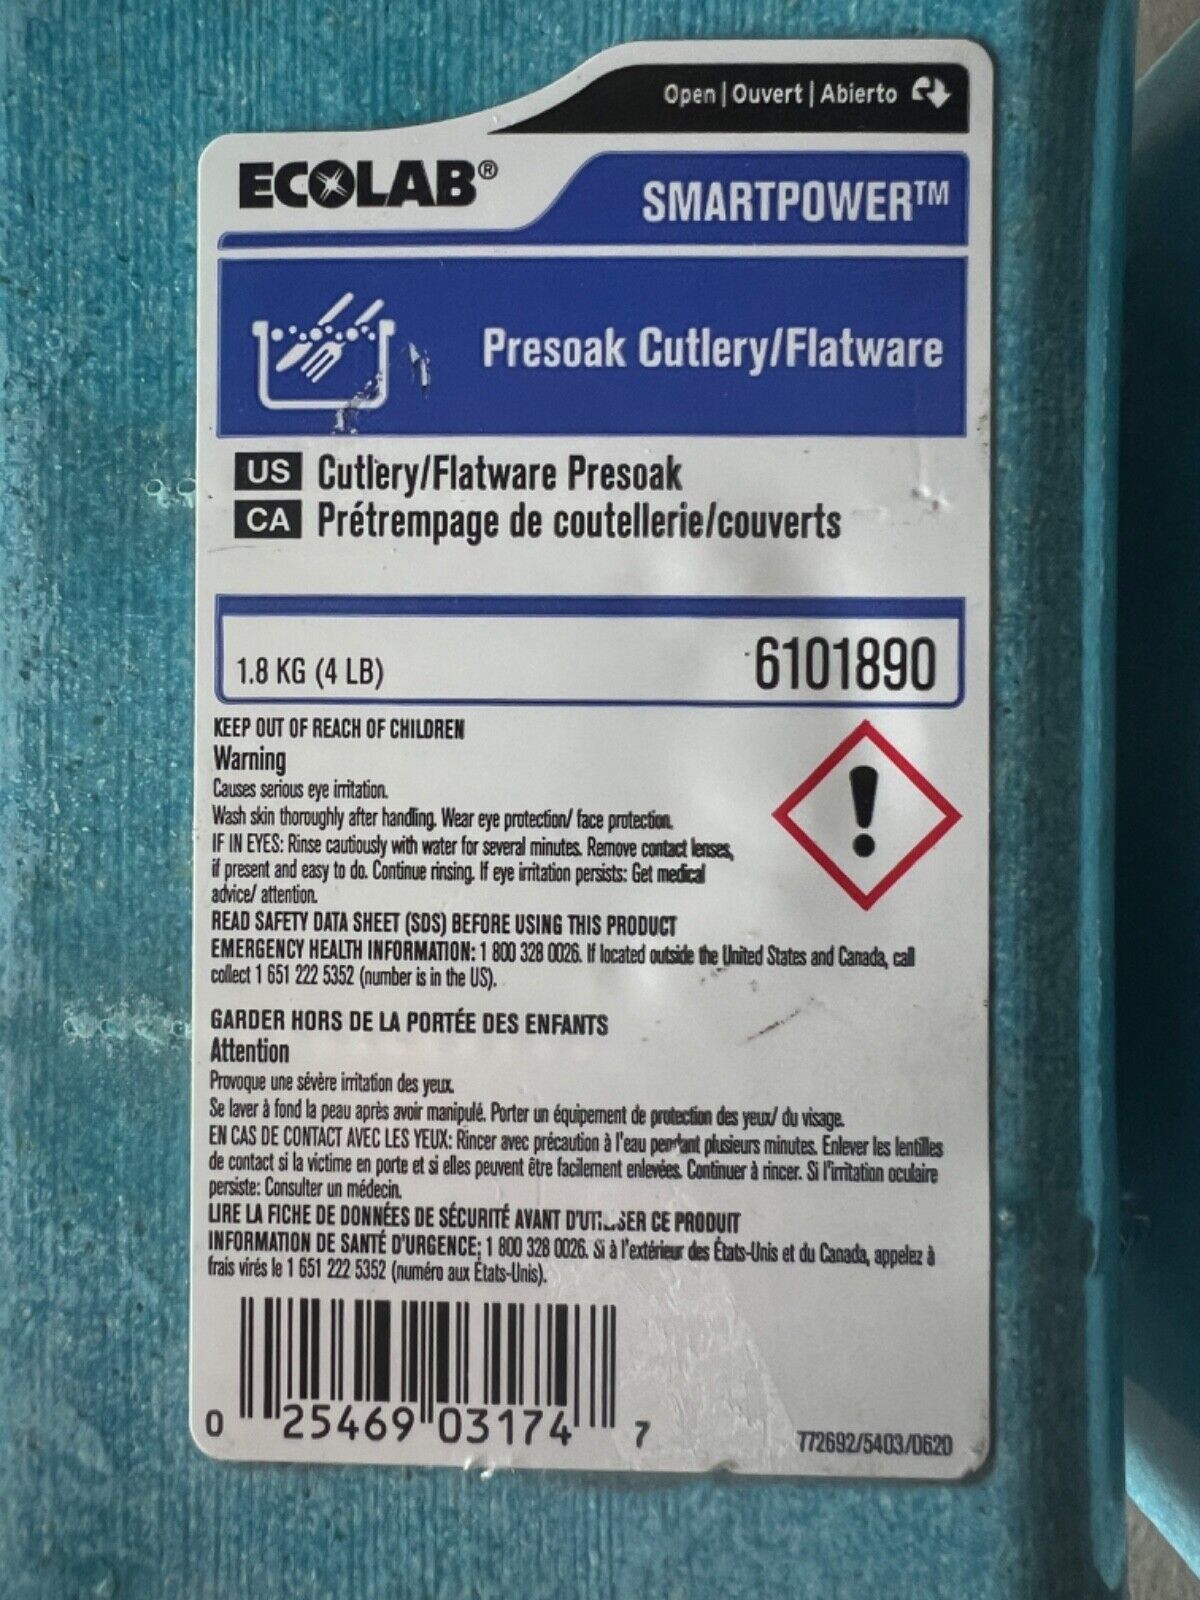 Open | Ouvert | Abierto
ECOLAB®
SMARTPOWER™
Presoak Cutlery/Flatware
US Cutlery/Flatware Presoak
CA Prétrempage de coutellerie/couverts
1.8 KG (4 LB)
6101890
KEEP OUT OF REACH OF CHILDREN
Warning
Causes serious eye irritation.
Wash skin thoroughly after handling. Wear eye protection/ face protection.
IF IN EYES: Rinse cautiously with water for several minutes. Remove contact lenses,
if present and easy to do. Continue rinsing. If eye irritation persists: Get medical
advice/ attention.
READ SAFETY DATA SHEET (SDS) BEFORE USING THIS PRODUCT
EMERGENCY HEALTH INFORMATION: 1 800 328 0026. If located outside the United States and Canada, call
collect 1 651 222 5352 (number is in the US).
GARDER HORS DE LA PORTÉE DES ENFANTS
Attention
Provoque une sévère irritation des yeux.
Se laver à fond la peau après avoir manipulé. Porter un équipement de protection des yeux/ du visage.
EN CAS DE CONTACT AVEC LES YEUX: Rincer avec précaution à l'eau pendant plusieurs minutes. Enlever les lentilles
de contact si la victime en porte et si elles peuvent être facilement enlevées. Continuer à rincer. Si l'irritation oculaire
persiste: Consulter un médecin.
LIRE LA FICHE DE DONNÉES DE SÉCURITÉ AVANT D'UTILISER CE PRODUIT
INFORMATION DE SANTÉ D'URGENCE: 1 800 328 0026. Si à l'extérieur des États-Unis et du Canada, appelez à
frais virés le 1 651 222 5352 (numéro aux États-Unis).
0 25469 03174 7
772692/5403/0620